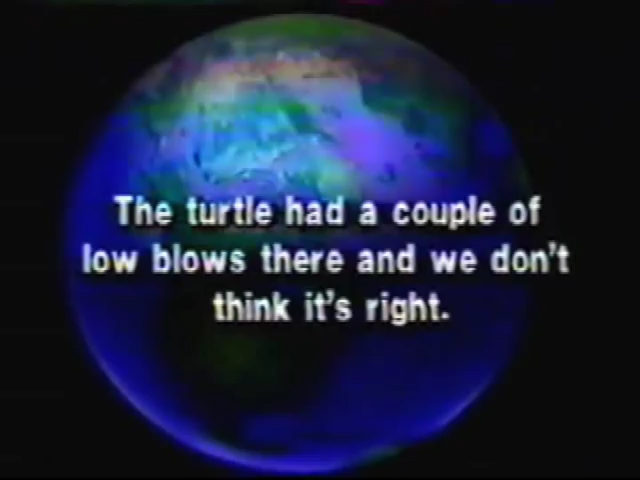 The turtle had a couple of
low blows there and we don't
think it's right.